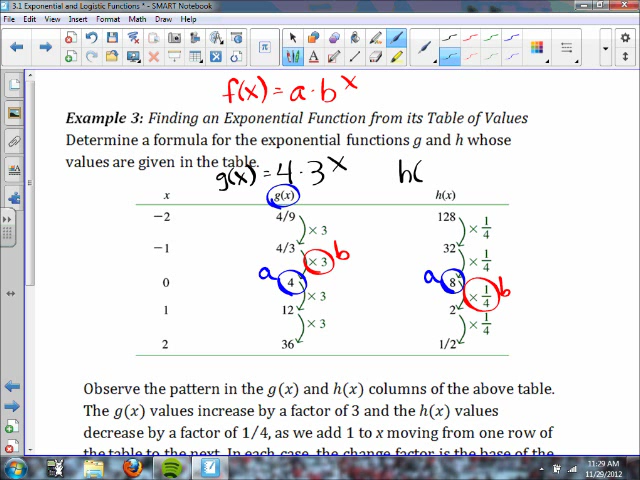 3.1 Exponential and Logistic Functions * - SMART Notebook
File Edit View Insert Format Tools Draw Help
f(x) = a · b^x
Example 3: Finding an Exponential Function from its Table of Values
Determine a formula for the exponential functions g and h whose
values are given in the table.
g(x) = 4 · 3^x h(
x g(x) h(x)
−2 4/9 128
× 3 × 1/4
−1 4/3 32
× 3 b × 1/4
0 a 4 a 8
× 3 × 1/4 b
1 12 2
× 3 × 1/4
2 36 1/2
Observe the pattern in the g(x) and h(x) columns of the above table.
The g(x) values increase by a factor of 3 and the h(x) values
decrease by a factor of 1/4, as we add 1 to x moving from one row of
the table to the next. In each case, the change factor is the base of the
11:29 AM
11/29/2012